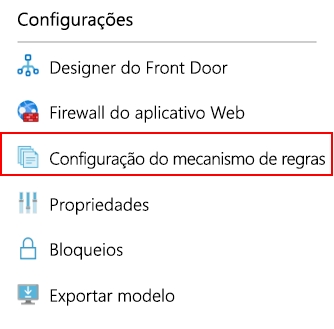 Configurações
Designer do Front Door
Firewall do aplicativo Web
Configuração do mecanismo de regras
Propriedades
Bloqueios
Exportar modelo